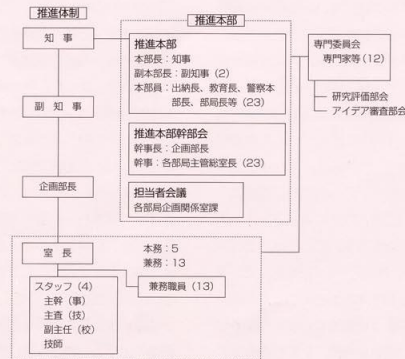 推進体制
知事
副知事
企画部長
室長
スタッフ（4）
主幹（事）
主査（技）
副主任（校）
技師
本務：5
兼務：13
兼務職員（13）
推進本部
推進本部
本部長：知事
副本部長：副知事（2）
本部員：出納長、教育長、警察本
部長、部局長等（23）
推進本部幹部会
幹事長：企画部長
幹事：各部局主管総室長（23）
担当者会議
各部局企画関係室課
専門委員会
専門家等（12）
研究評価部会
アイデア審査部会